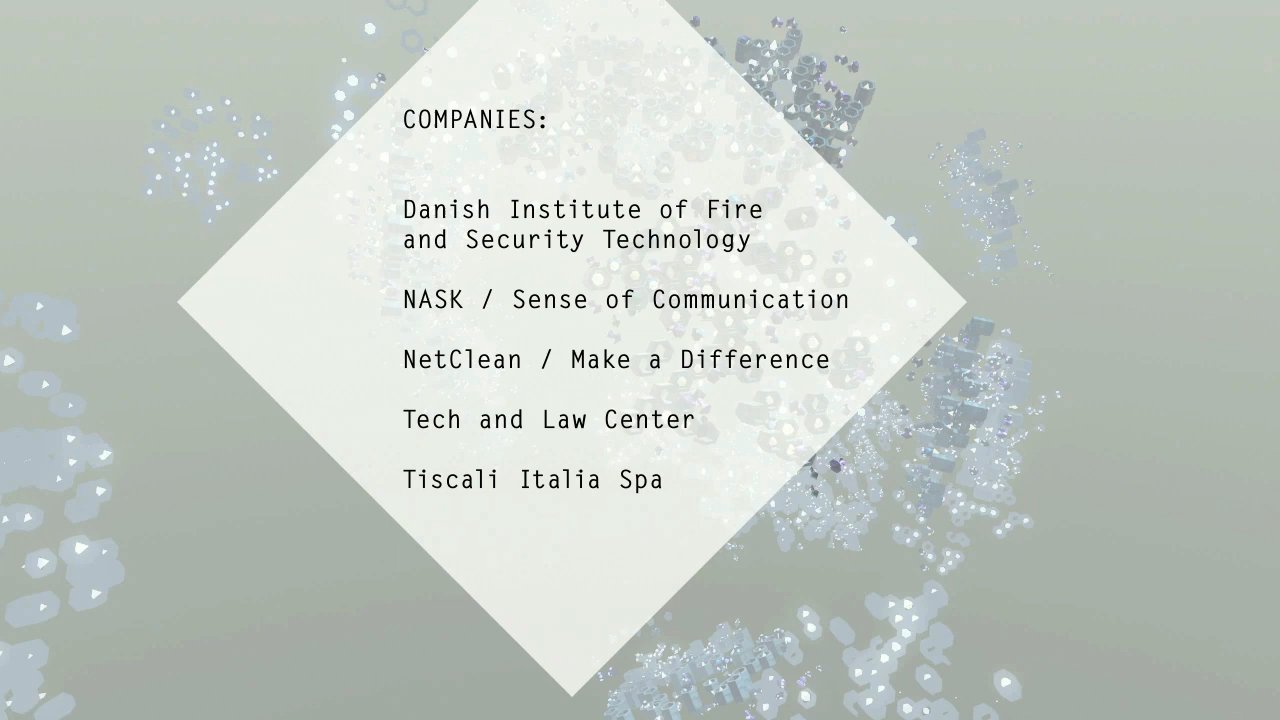 COMPANIES:
Danish Institute of Fire
and Security Technology
NASK / Sense of Communication
NetClean / Make a Difference
Tech and Law Center
Tiscali Italia Spa